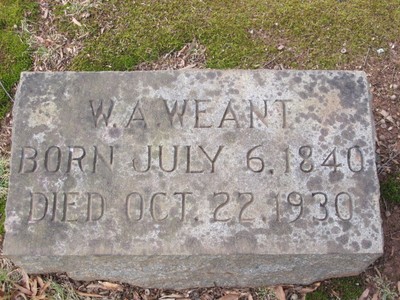 W. A. WEANT
BORN JULY 6, 1840
DIED OCT. 22, 1930